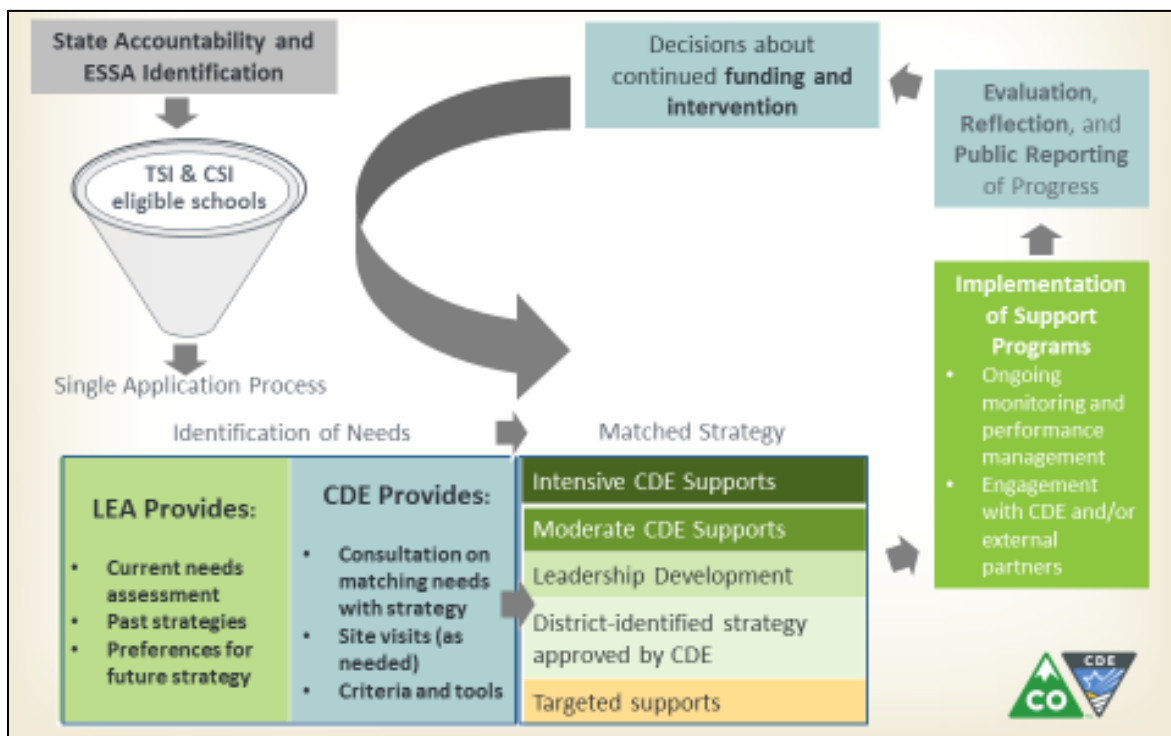 State Accountability and
ESSA Identification
TSI & CSI
eligible schools
Single Application Process
Decisions about
continued funding and
intervention
Evaluation,
Reflection, and
Public Reporting
of Progress
Implementation
of Support
Programs
• Ongoing
monitoring and
performance
management
• Engagement
with CDE and/or
external
partners
Identification of Needs
Matched Strategy
LEA Provides:
• Current needs
assessment
• Past strategies
• Preferences for
future strategy
CDE Provides:
• Consultation on
matching needs
with strategy
• Site visits (as
needed)
• Criteria and tools
Intensive CDE Supports
Moderate CDE Supports
Leadership Development
District-identified strategy
approved by CDE
Targeted supports
CO
CDE